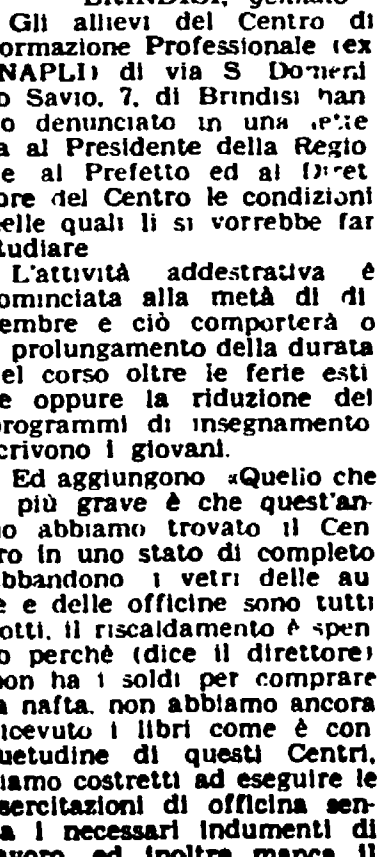 BRINDISI, gennaio
Gli allievi del Centro di
ormazione Professionale (ex
NAPLI) di via S Domeni
o Savio, 7, di Brindisi han
o denunciato in una
a al Presidente della Regio
e al Prefetto ed al Diret
ore del Centro le condizioni
elle quali li si vorrebbe far
tudiare
L'attività addestrativa è
ominciata alla metà di di
embre e ciò comporterà o
prolungamento della durata
el corso oltre le ferie esti
e oppure la riduzione dei
rogrammi di insegnamento
crivono i giovani.
Ed aggiungono «Quello che
più grave è che quest'an-
o abbiamo trovato il Cen
ro in uno stato di completo
bbandono i vetri delle au
e e delle officine sono tutti
otti, il riscaldamento è spen
o perchè (dice il direttore)
non ha i soldi per comprare
a nafta. non abbiamo ancora
icevuto i libri come è con
uetudine di questi Centri,
iamo costretti ad eseguire le
sercitazioni di officina sen-
a i necessari indumenti di
avoro ed inoltre manca il